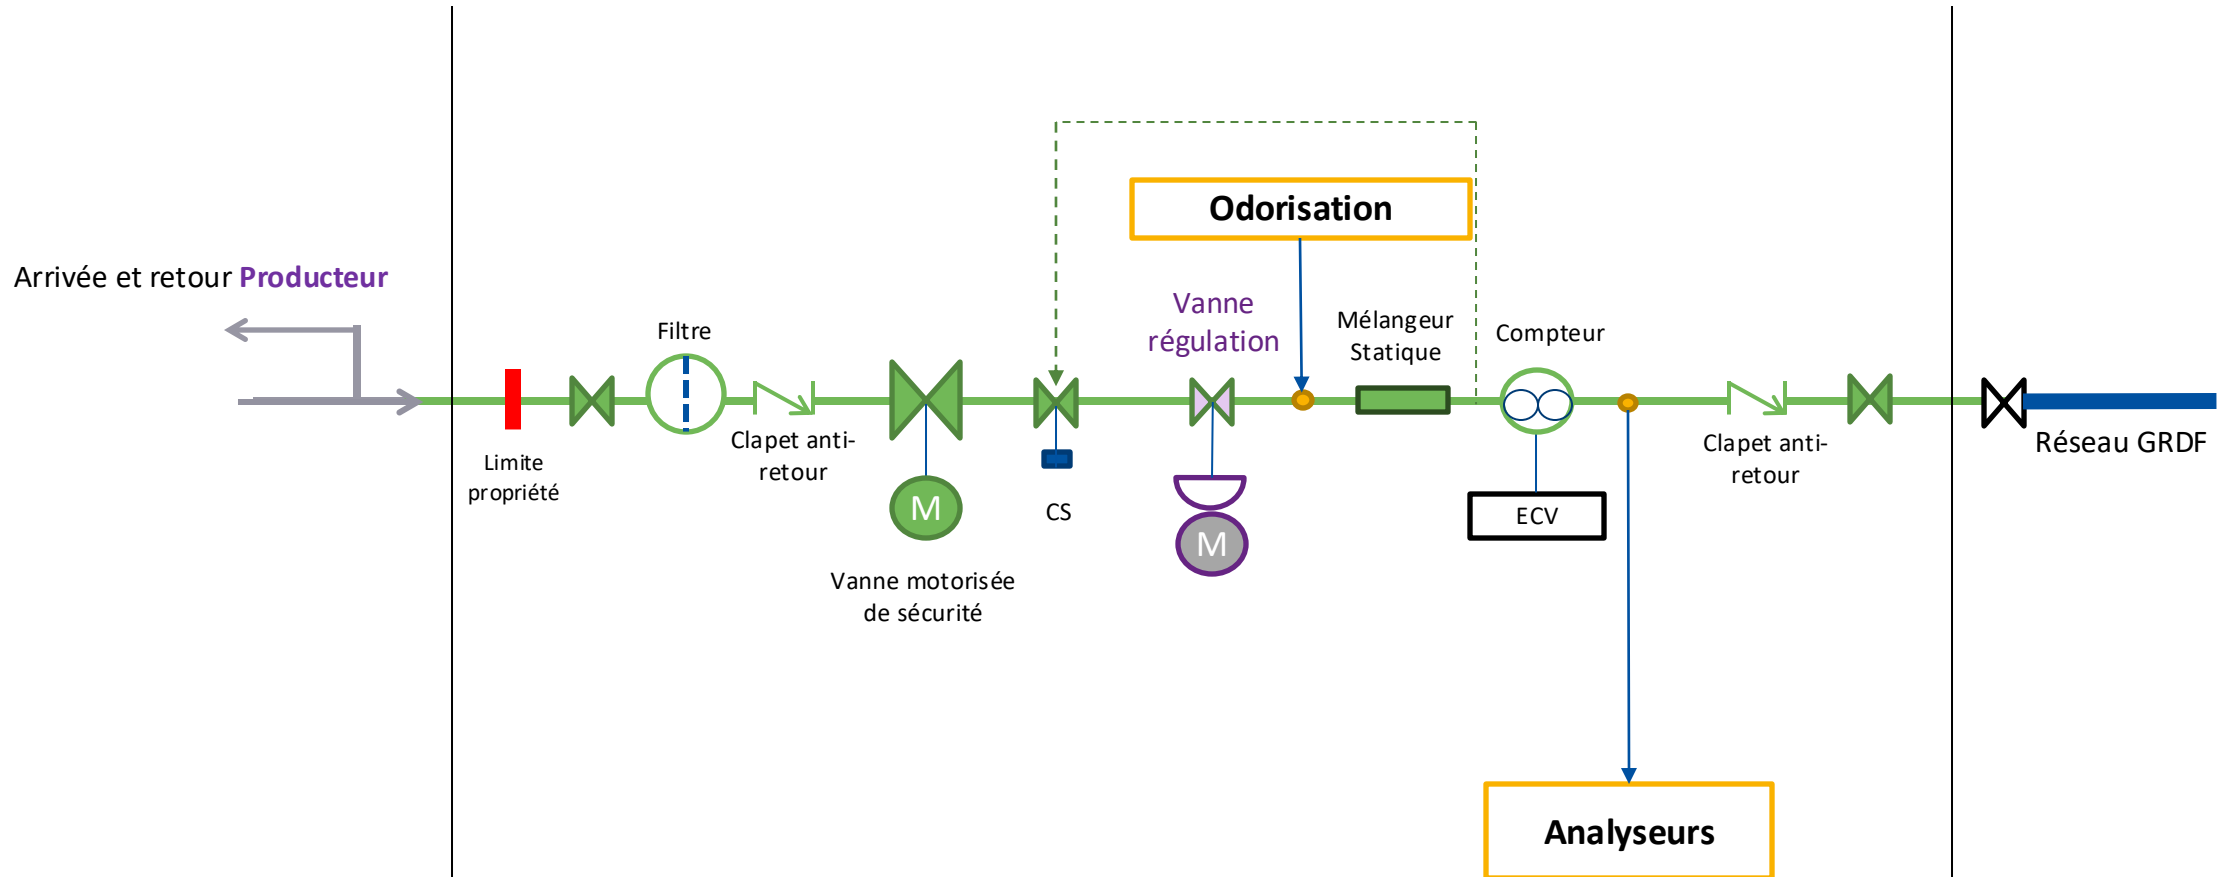 Odorisation
Arrivée et retour Producteur
Vanne
régulation
Filtre
Mélangeur
Statique
Compteur
Clapet anti-
retour
Limite
propriété
Clapet anti-
retour
Réseau GRDF
M
CS
M
ECV
Vanne motorisée
de sécurité
Analyseurs